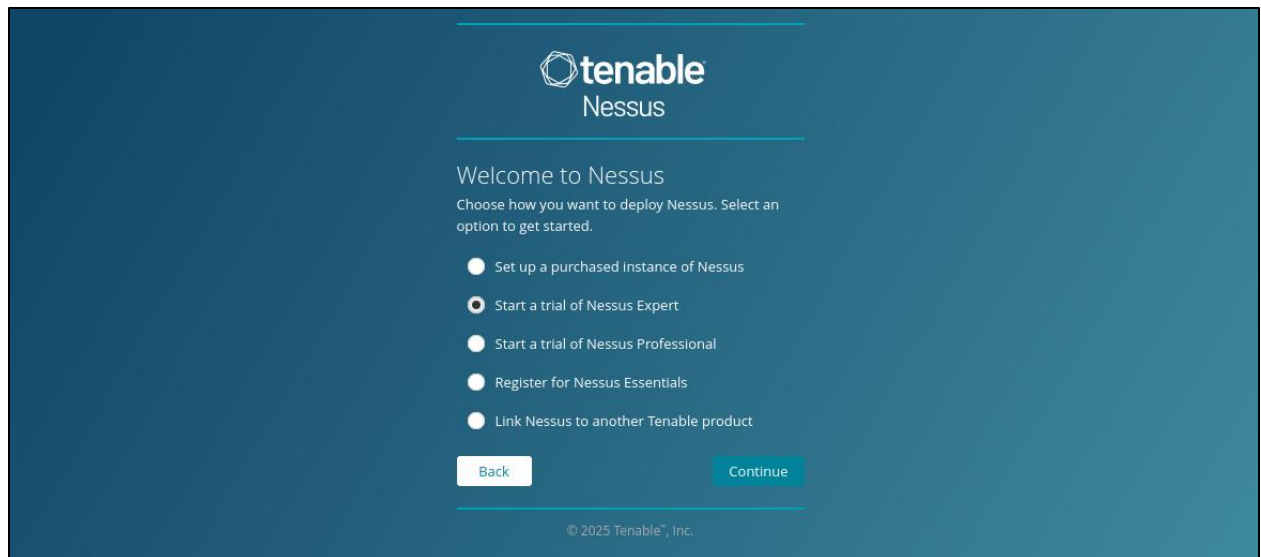 tenable
Nessus
Welcome to Nessus
Choose how you want to deploy Nessus. Select an
option to get started.
Set up a purchased instance of Nessus
Start a trial of Nessus Expert
Start a trial of Nessus Professional
Register for Nessus Essentials
Link Nessus to another Tenable product
Back Continue
© 2025 Tenable™, Inc.